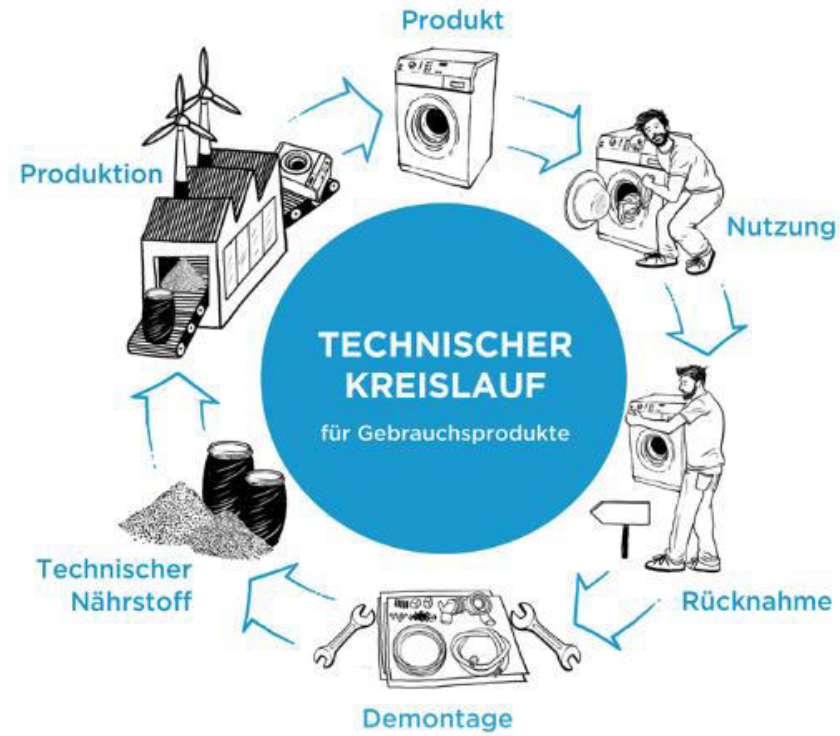 Produkt
Produktion
Nutzung
TECHNISCHER
KREISLAUF
für Gebrauchsprodukte
Technischer
Nährstoff
Rücknahme
Demontage